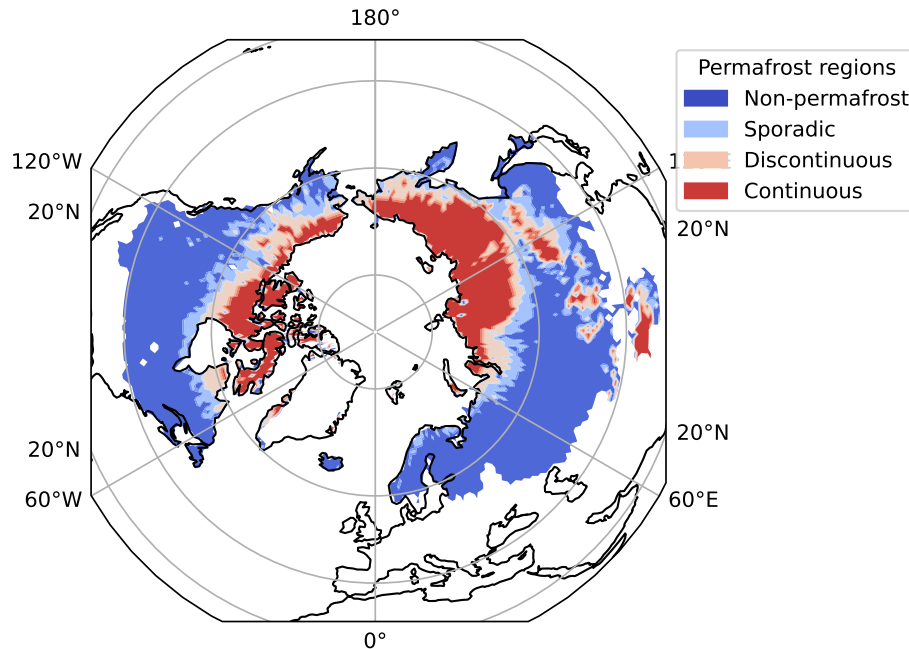 180°
Permafrost regions
Non-permafrost
Sporadic
Discontinuous
Continuous
120°W
20°N
20°N
20°N
20°N
60°W
60°E
0°